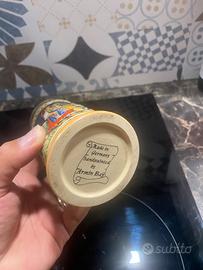 Made in
Germany
handpainted
by
Armin Bay
subito